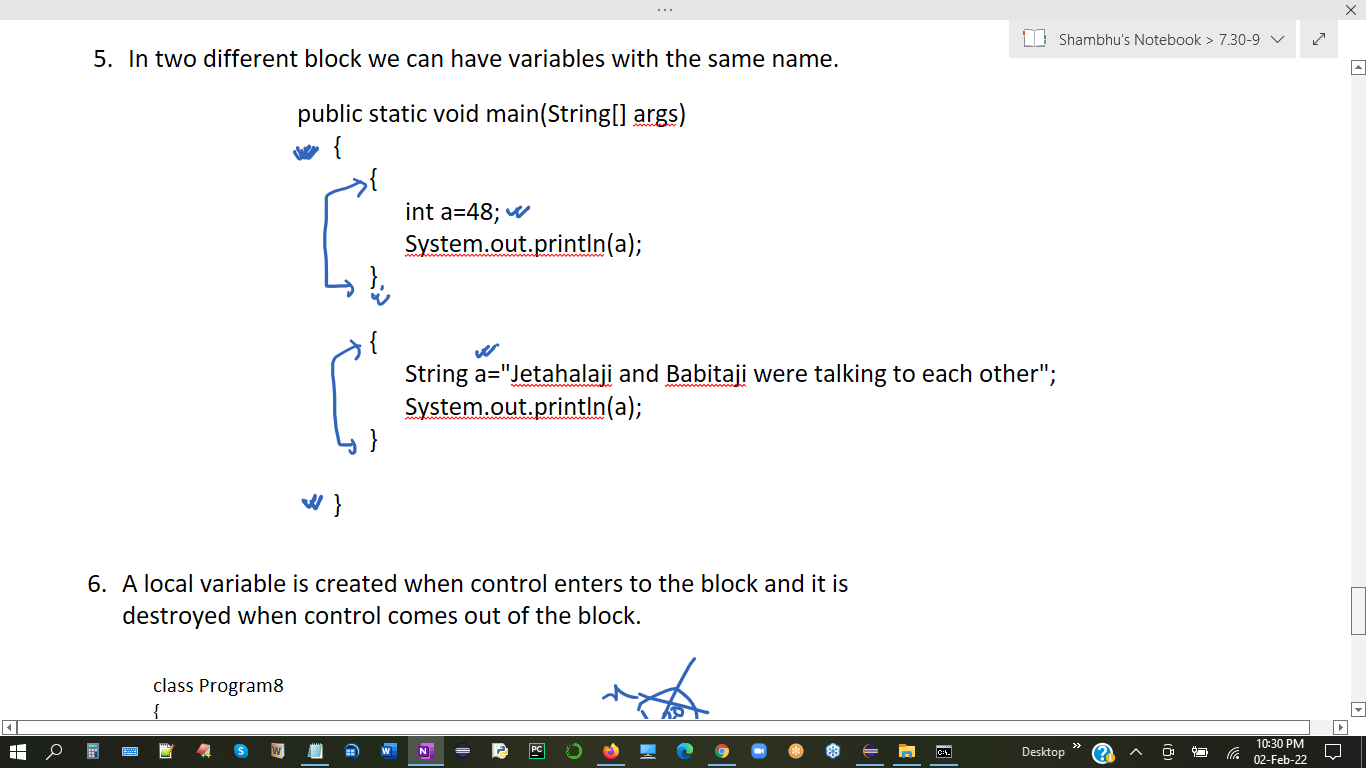 Shambhu's Notebook > 7.30-9
5. In two different block we can have variables with the same name.
public static void main(String[] args)
{
{
int a=48;
System.out.println(a);
}
{
String a="Jetahalaji and Babitaji were talking to each other";
System.out.println(a);
}
}
6. A local variable is created when control enters to the block and it is
destroyed when control comes out of the block.
class Program8
{
Desktop
10:30 PM
02-Feb-22